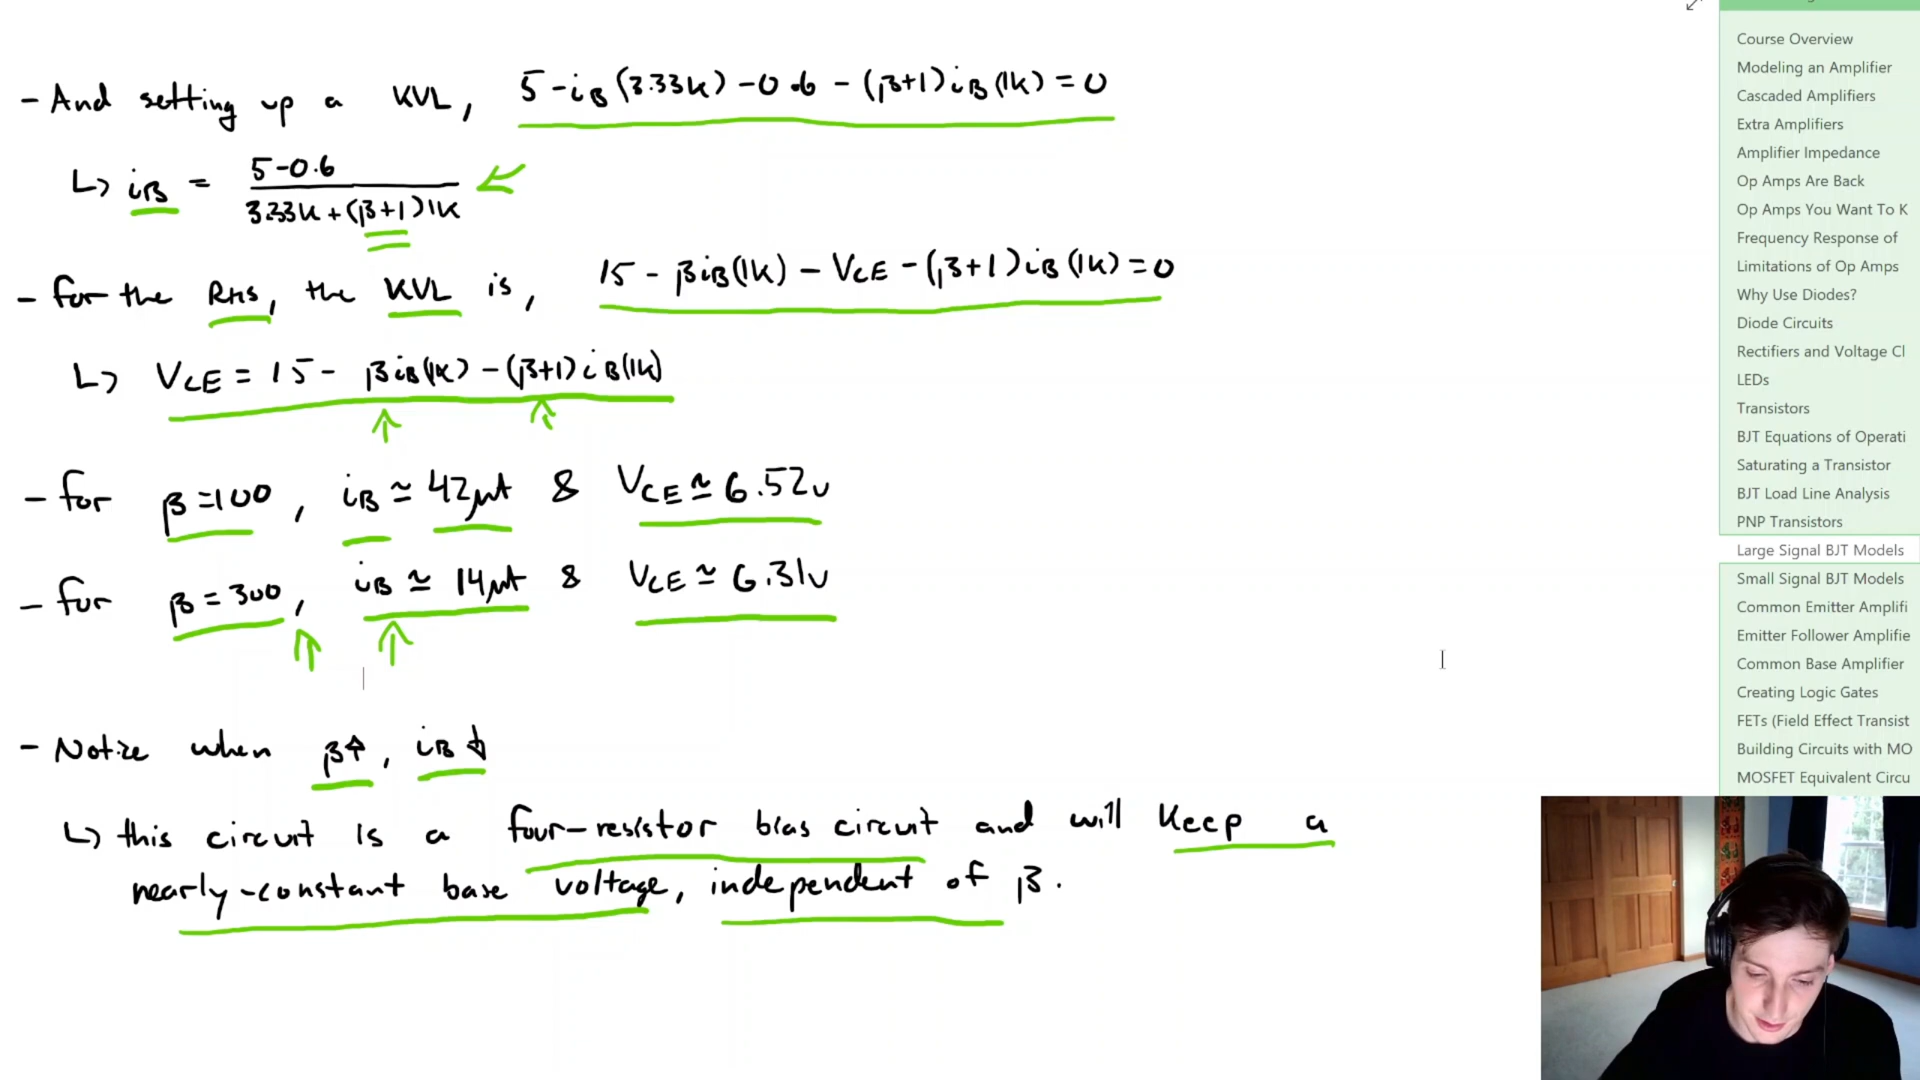 - And setting up a KVL, 5-iB(3.33k)-0.6-(β+1)iB(1k)=0
↳ iB = 5-0.6 / 3.33k+(β+1)1k
- for the RHS, the KVL is, 15-βiB(1k)-VCE-(β+1)iB(1k)=0
↳ VCE = 15- βiB(1k)-(β+1)iB(1k)
- for β=100, iB≃42μA & VCE≃6.52v
- for β=300, iB≃14μA & VCE≃6.31v
- Notice when β↑, iB↓
↳ this circuit is a four-resistor bias circuit and will keep a
nearly-constant base voltage, independent of β.
Course Overview
Modeling an Amplifier
Cascaded Amplifiers
Extra Amplifiers
Amplifier Impedance
Op Amps Are Back
Op Amps You Want To K
Frequency Response of
Limitations of Op Amps
Why Use Diodes?
Diode Circuits
Rectifiers and Voltage Cl
LEDs
Transistors
BJT Equations of Operati
Saturating a Transistor
BJT Load Line Analysis
PNP Transistors
Large Signal BJT Models
Small Signal BJT Models
Common Emitter Amplifi
Emitter Follower Amplifie
Common Base Amplifier
Creating Logic Gates
FETs (Field Effect Transist
Building Circuits with MO
MOSFET Equivalent Circu